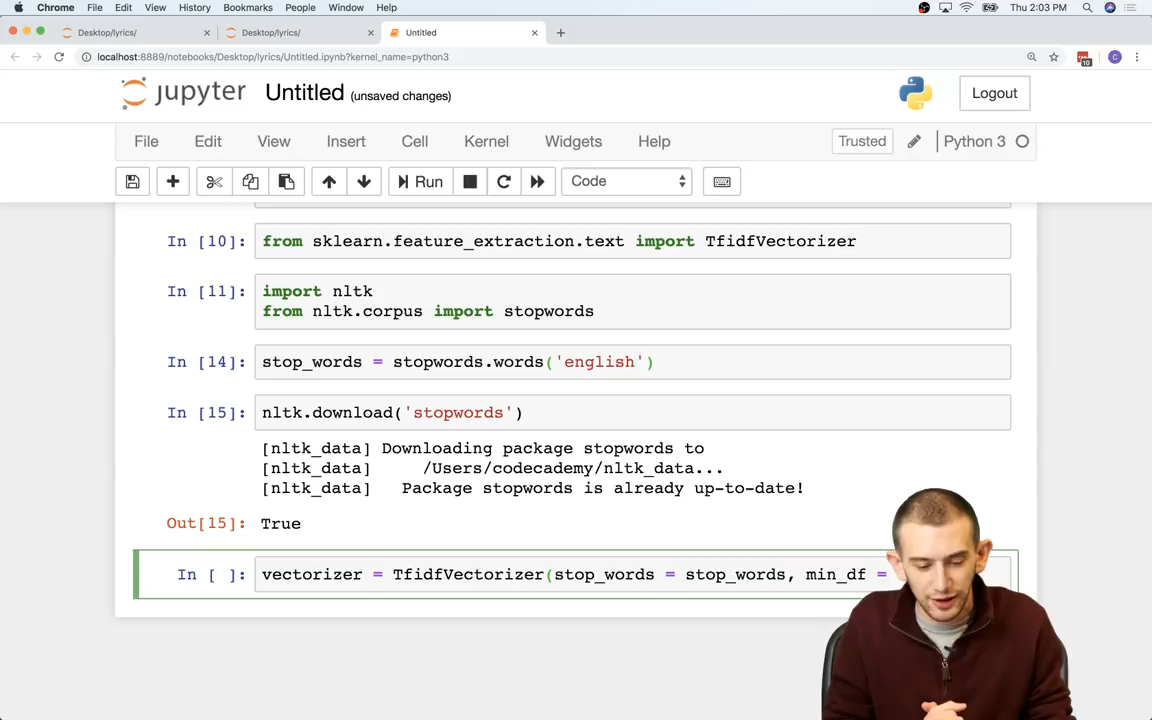 Chrome File Edit View History Bookmarks People Window Help Thu 2:03 PM
Desktop/lyrics/ × Desktop/lyrics/ × Untitled × +
localhost:8889/notebooks/Desktop/lyrics/Untitled.ipynb?kernel_name=python3 10 C
jupyter Untitled (unsaved changes) Logout
File Edit View Insert Cell Kernel Widgets Help Trusted Python 3
Run Code
In [10]: from sklearn.feature_extraction.text import TfidfVectorizer
In [11]: import nltk
from nltk.corpus import stopwords
In [14]: stop_words = stopwords.words('english')
In [15]: nltk.download('stopwords')
[nltk_data] Downloading package stopwords to
[nltk_data] /Users/codecademy/nltk_data...
[nltk_data] Package stopwords is already up-to-date!
Out[15]: True
In [ ]: vectorizer = TfidfVectorizer(stop_words = stop_words, min_df =